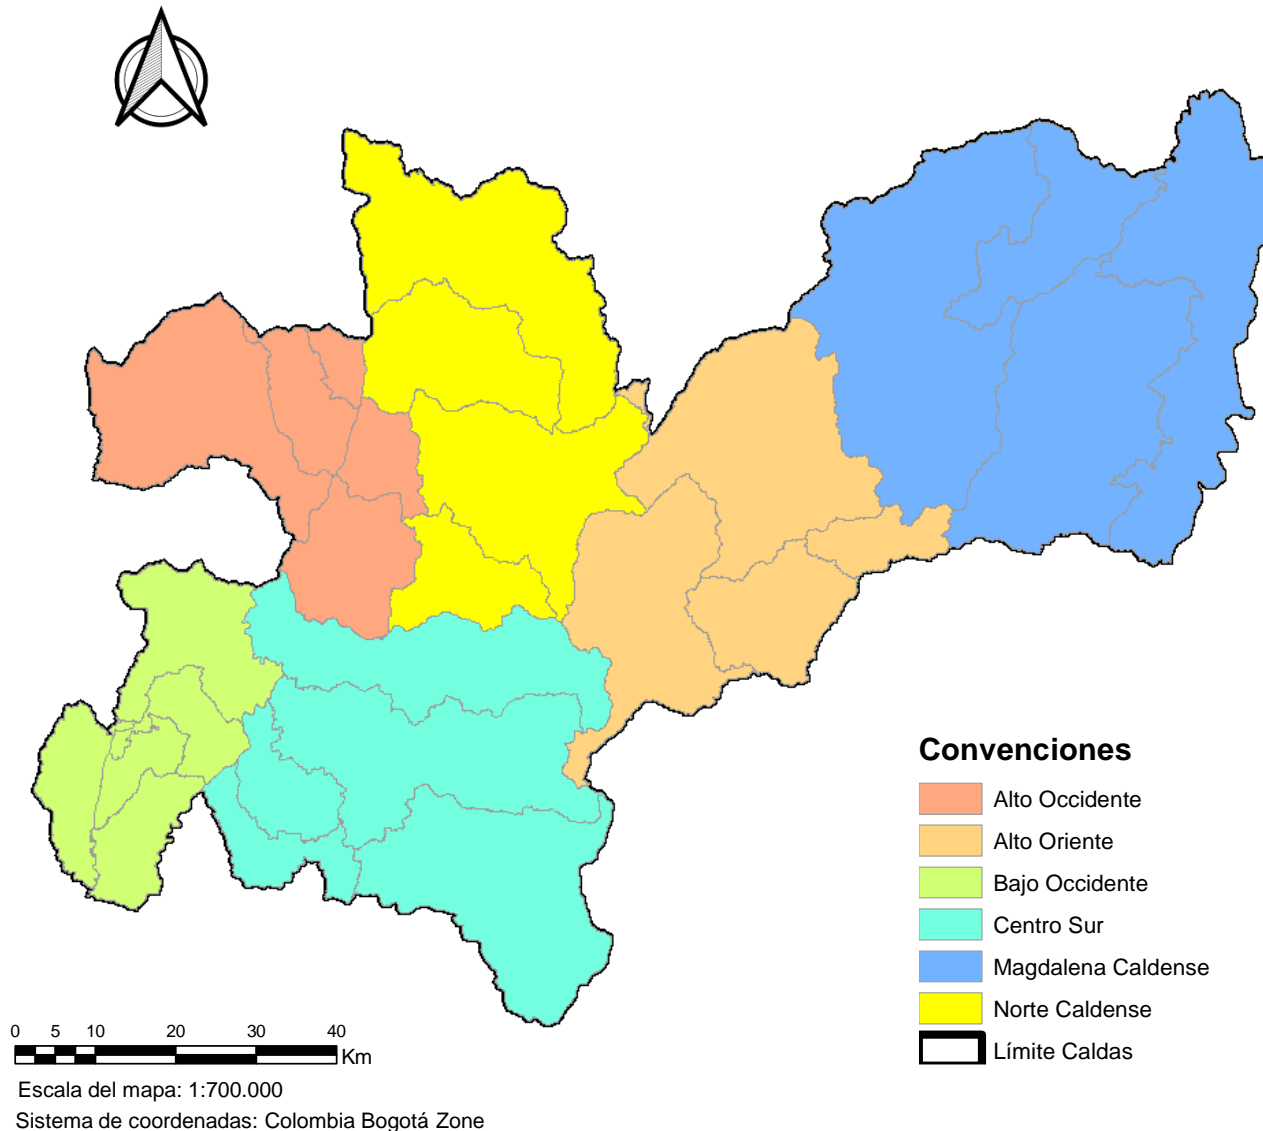 Convenciones
Alto Occidente
Alto Oriente
Bajo Occidente
Centro Sur
Magdalena Caldense
Norte Caldense
Límite Caldas
0 5 10 20 30 40
Km
Escala del mapa: 1:700.000
Sistema de coordenadas: Colombia Bogotá Zone